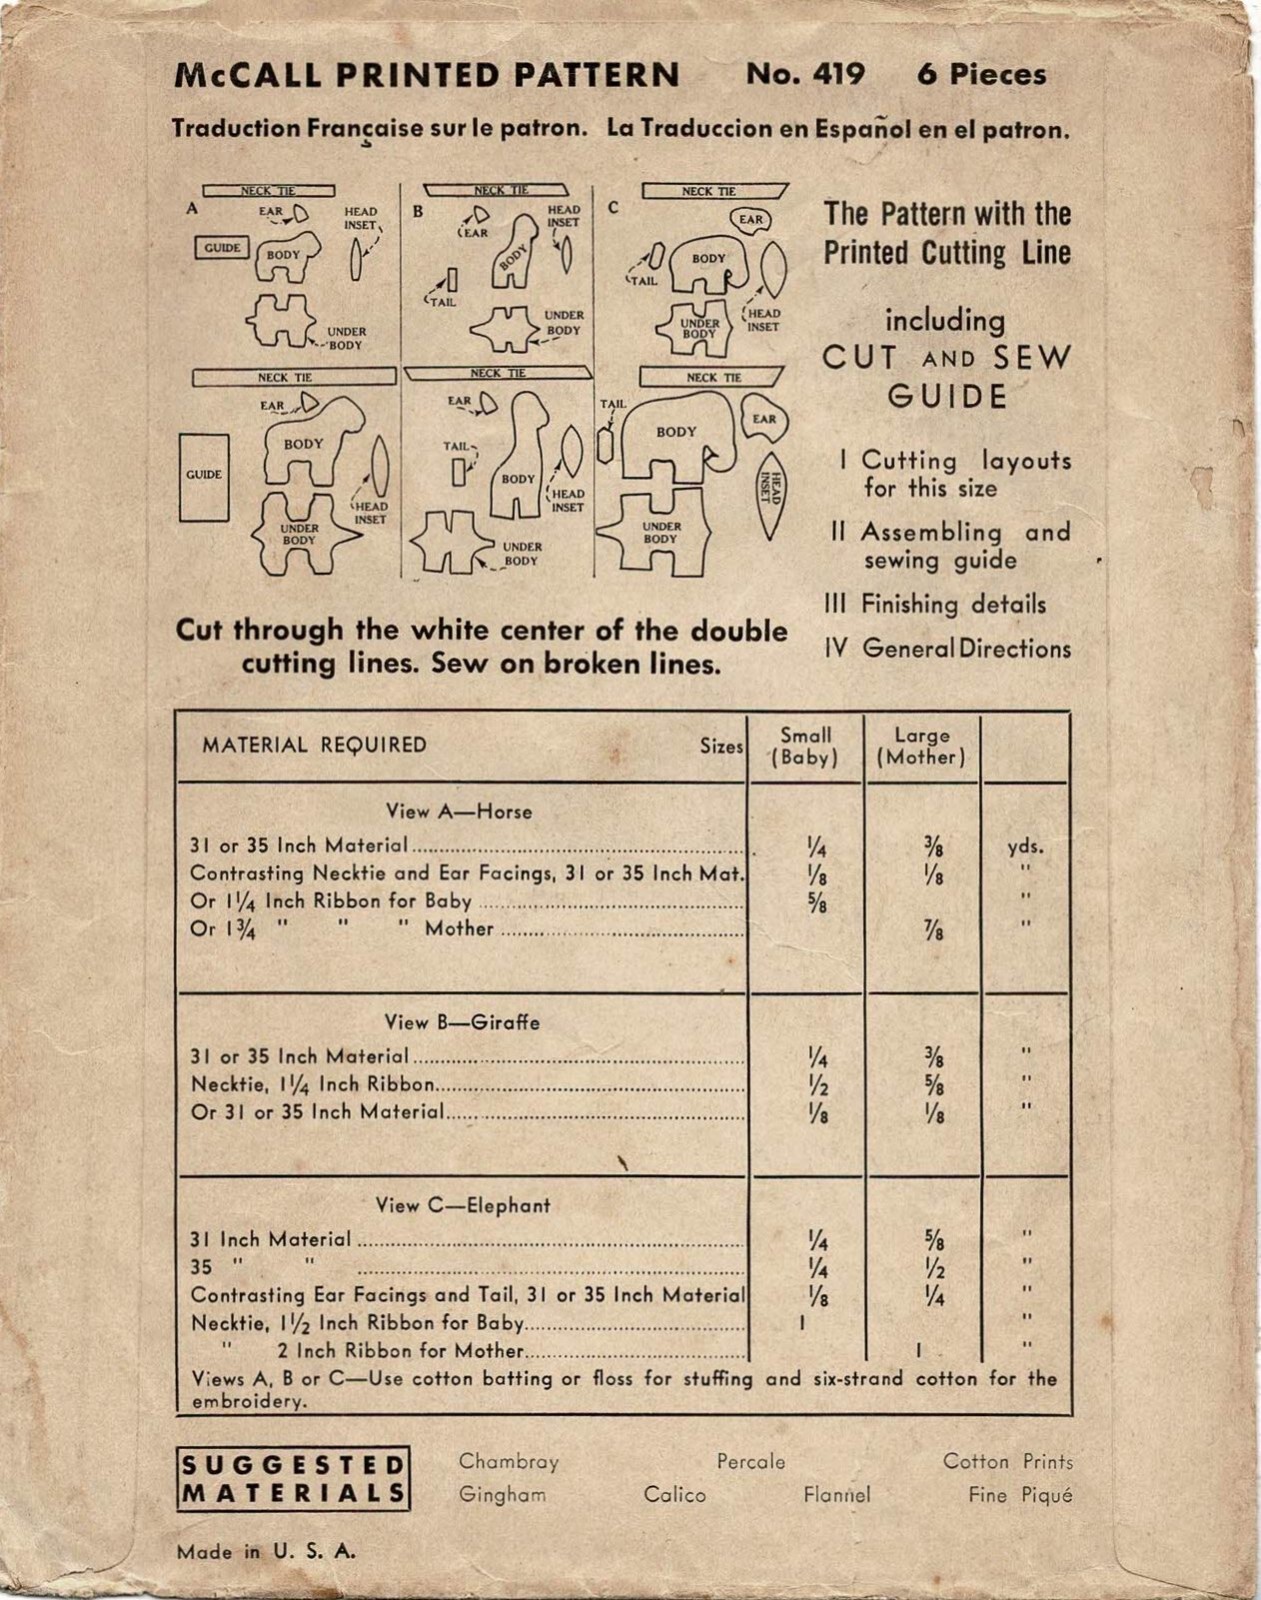 McCALL PRINTED PATTERN No. 419 6 Pieces
Traduction Française sur le patron. La Traduccion en Español en el patron.
NECK TIE
A
EAR
HEAD
INSET
GUIDE
BODY
UNDER
BODY
NECK TIE
B
EAR
HEAD
INSET
BODY
TAIL
UNDER
BODY
NECK TIE
C
EAR
BODY
TAIL
HEAD
INSET
UNDER
BODY
NECK TIE
EAR
BODY
GUIDE
HEAD
INSET
UNDER
BODY
NECK TIE
EAR
TAIL
BODY
HEAD
INSET
UNDER
BODY
NECK TIE
TAIL
EAR
BODY
HEAD
INSET
UNDER
BODY
Cut through the white center of the double
cutting lines. Sew on broken lines.
The Pattern with the
Printed Cutting Line
including
CUT AND SEW
GUIDE
I Cutting layouts
for this size
II Assembling and
sewing guide
III Finishing details
IV General Directions
MATERIAL REQUIRED Sizes Small (Baby) Large (Mother)
View A—Horse
31 or 35 Inch Material ¼ ⅜ yds.
Contrasting Necktie and Ear Facings, 31 or 35 Inch Mat. ⅛ ⅛ "
Or 1¼ Inch Ribbon for Baby ⅝ "
Or 1¾ " " " Mother ⅞ "
View B—Giraffe
31 or 35 Inch Material ¼ ⅜ "
Necktie, 1¼ Inch Ribbon ½ ⅝ "
Or 31 or 35 Inch Material ⅛ ⅛ "
View C—Elephant
31 Inch Material ¼ ⅝ "
35 " " ¼ ½ "
Contrasting Ear Facings and Tail, 31 or 35 Inch Material ⅛ ¼ "
Necktie, 1½ Inch Ribbon for Baby 1 "
" 2 Inch Ribbon for Mother 1 "
Views A, B or C—Use cotton batting or floss for stuffing and six-strand cotton for the
embroidery.
SUGGESTED
MATERIALS
Chambray Percale Cotton Prints
Gingham Calico Flannel Fine Piqué
Made in U. S. A.